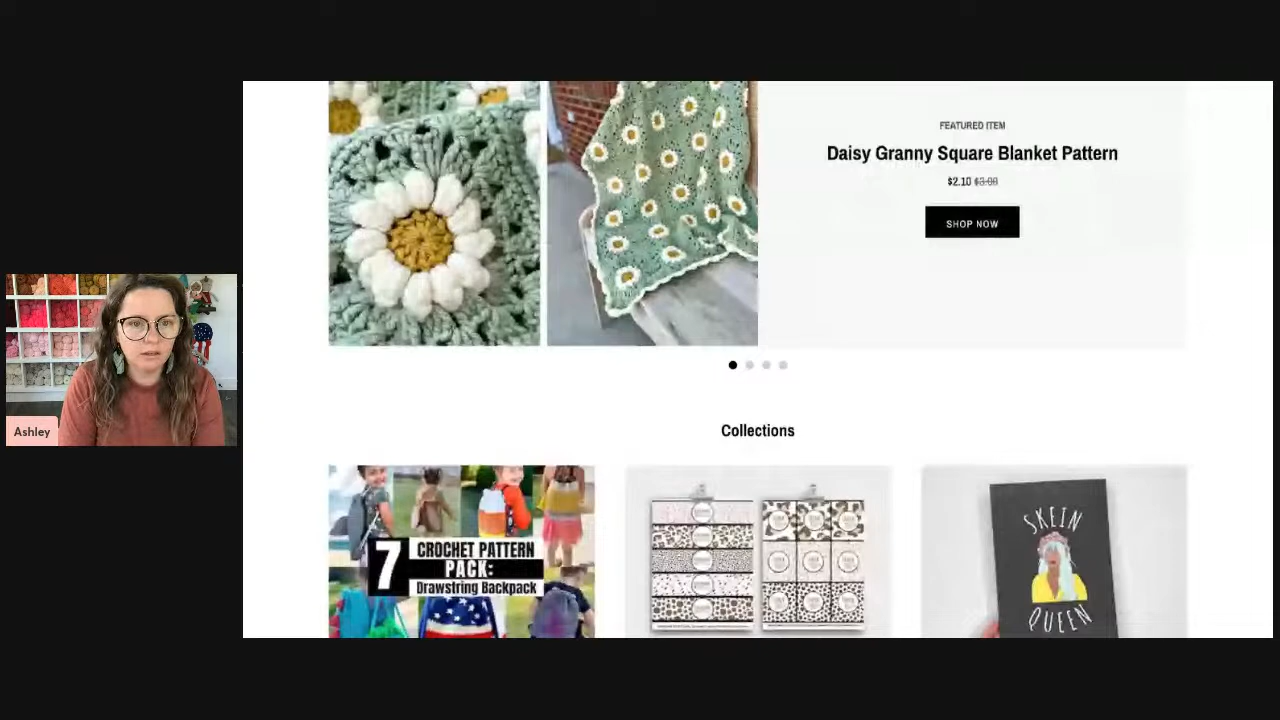 FEATURED ITEM
Daisy Granny Square Blanket Pattern
$2.10 $3.00
SHOP NOW
Ashley
Collections
7 CROCHET PATTERN
PACK:
Drawstring Backpack
SKEIN
QUEEN